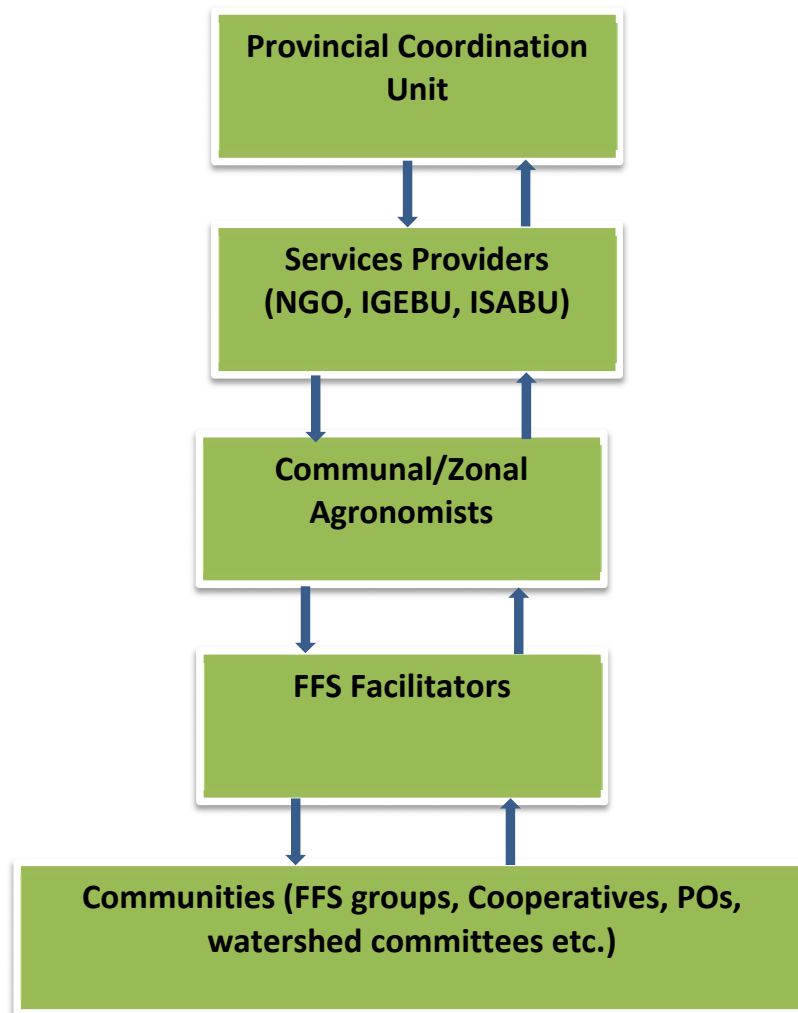 Provincial Coordination
Unit
Services Providers
(NGO, IGEBU, ISABU)
Communal/Zonal
Agronomists
FFS Facilitators
Communities (FFS groups, Cooperatives, POs,
watershed committees etc.)